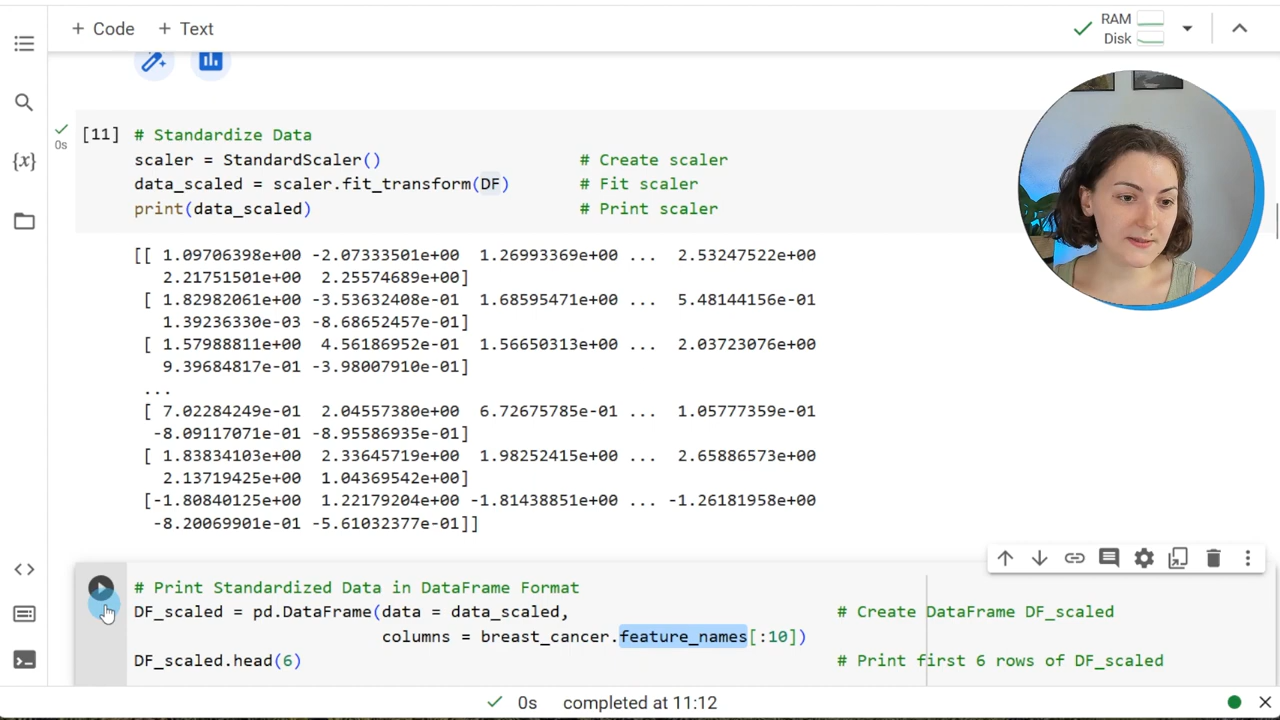 + Code + Text
RAM
Disk
{x}
[11]
0s
# Standardize Data
scaler = StandardScaler() # Create scaler
data_scaled = scaler.fit_transform(DF) # Fit scaler
print(data_scaled) # Print scaler
[[ 1.09706398e+00 -2.07333501e+00 1.26993369e+00 ... 2.53247522e+00
2.21751501e+00 2.25574689e+00]
[ 1.82982061e+00 -3.53632408e-01 1.68595471e+00 ... 5.48144156e-01
1.39236330e-03 -8.68652457e-01]
[ 1.57988811e+00 4.56186952e-01 1.56650313e+00 ... 2.03723076e+00
9.39684817e-01 -3.98007910e-01]
...
[ 7.02284249e-01 2.04557380e+00 6.72675785e-01 ... 1.05777359e-01
-8.09117071e-01 -8.95586935e-01]
[ 1.83834103e+00 2.33645719e+00 1.98252415e+00 ... 2.65886573e+00
2.13719425e+00 1.04369542e+00]
[-1.80840125e+00 1.22179204e+00 -1.81438851e+00 ... -1.26181958e+00
-8.20069901e-01 -5.61032377e-01]]
# Print Standardized Data in DataFrame Format
DF_scaled = pd.DataFrame(data = data_scaled, # Create DataFrame DF_scaled
columns = breast_cancer.feature_names[:10])
DF_scaled.head(6) # Print first 6 rows of DF_scaled
0s completed at 11:12